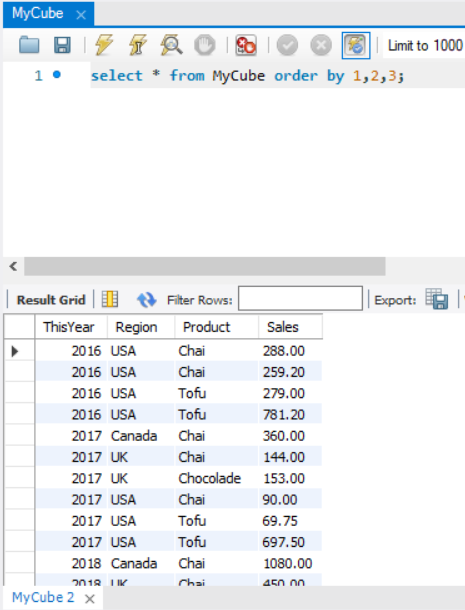 MyCube
Limit to 1000
1 select * from MyCube order by 1,2,3;
Result Grid Filter Rows: Export:
ThisYear Region Product Sales
2016 USA Chai 288.00
2016 USA Chai 259.20
2016 USA Tofu 279.00
2016 USA Tofu 781.20
2017 Canada Chai 360.00
2017 UK Chai 144.00
2017 UK Chocolade 153.00
2017 USA Chai 90.00
2017 USA Tofu 69.75
2017 USA Tofu 697.50
2018 Canada Chai 1080.00
2018 UK Chai 450.00
MyCube 2